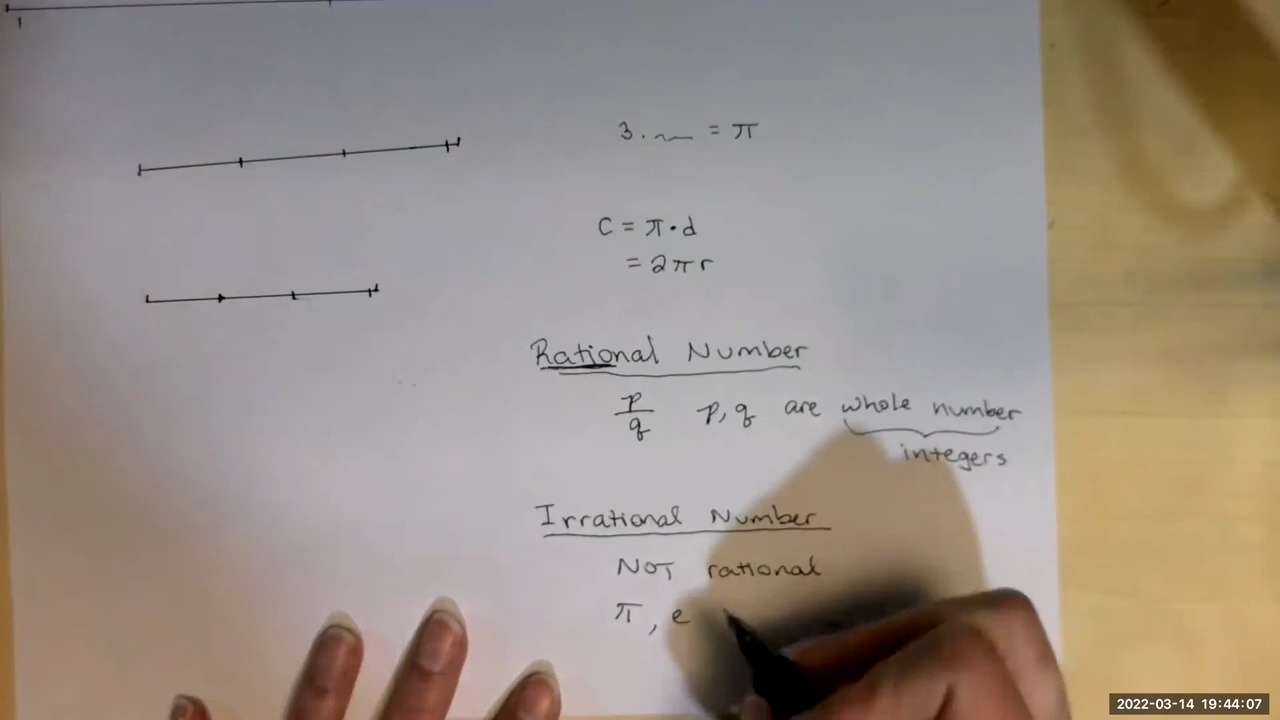 3. = π
C = π·d
= 2πr
Rational Number
p/q p, q are whole number
integers
Irrational Number
NOT rational
π, e
2022-03-14 19:44:07